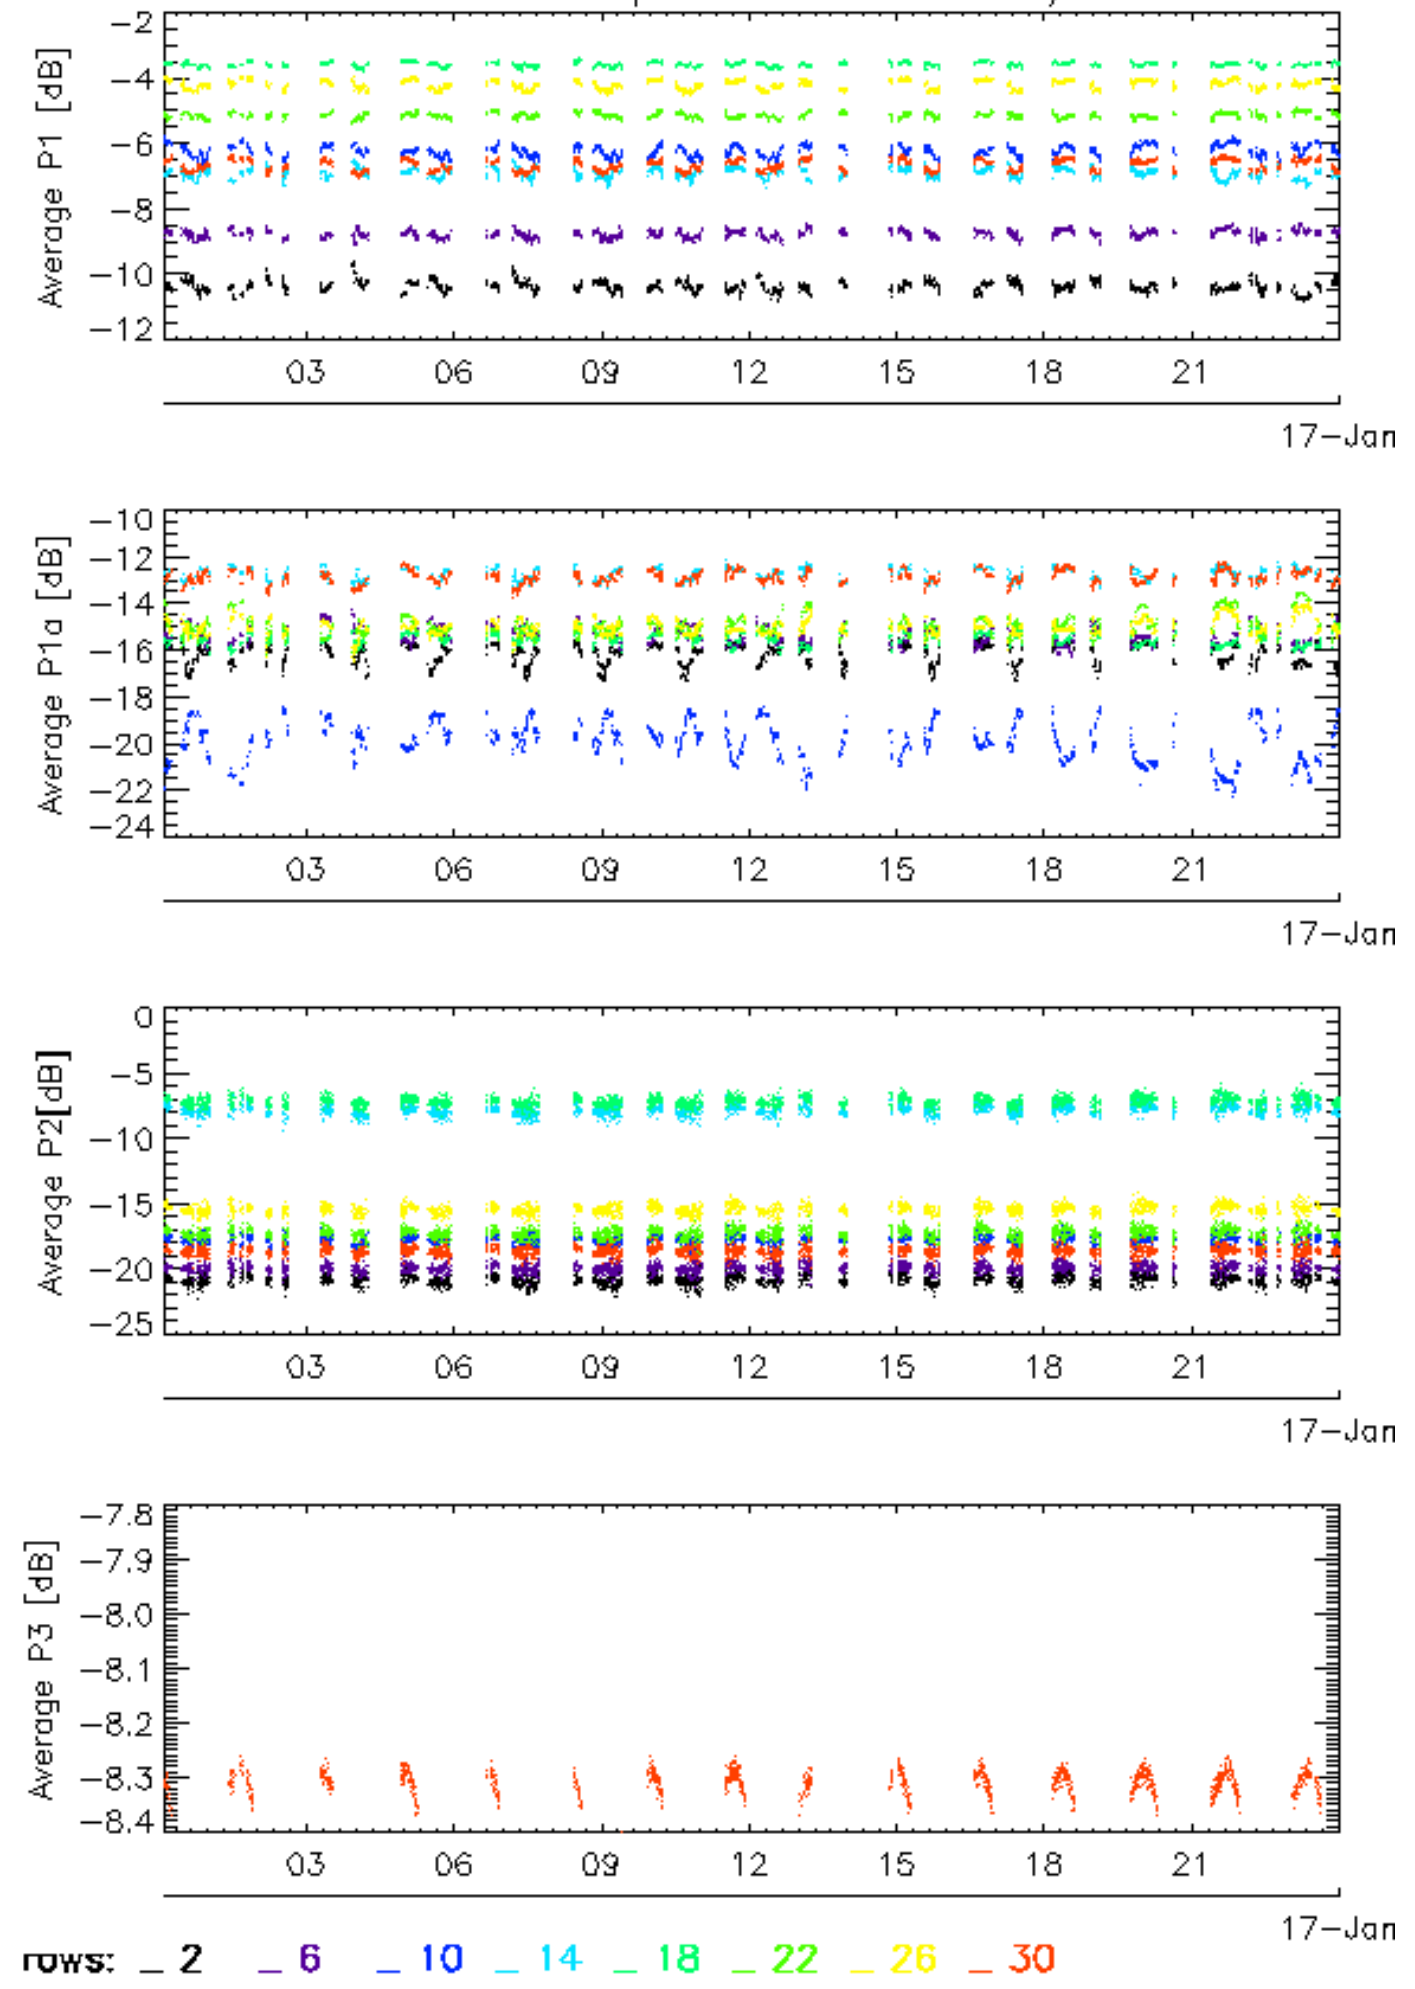 Average P1 [dB]
-2
-4
-6
-8
-10
-12
03 06 09 12 15 18 21
17-Jan
Average P1a [dB]
-10
-12
-14
-16
-18
-20
-22
-24
03 06 09 12 15 18 21
17-Jan
Average P2[dB]
0
-5
-10
-15
-20
-25
03 06 09 12 15 18 21
17-Jan
Average P3 [dB]
-7.8
-7.9
-8.0
-8.1
-8.2
-8.3
-8.4
03 06 09 12 15 18 21
17-Jan
rows: _ 2 _ 6 _ 10 _ 14 _ 18 _ 22 _ 26 _ 30